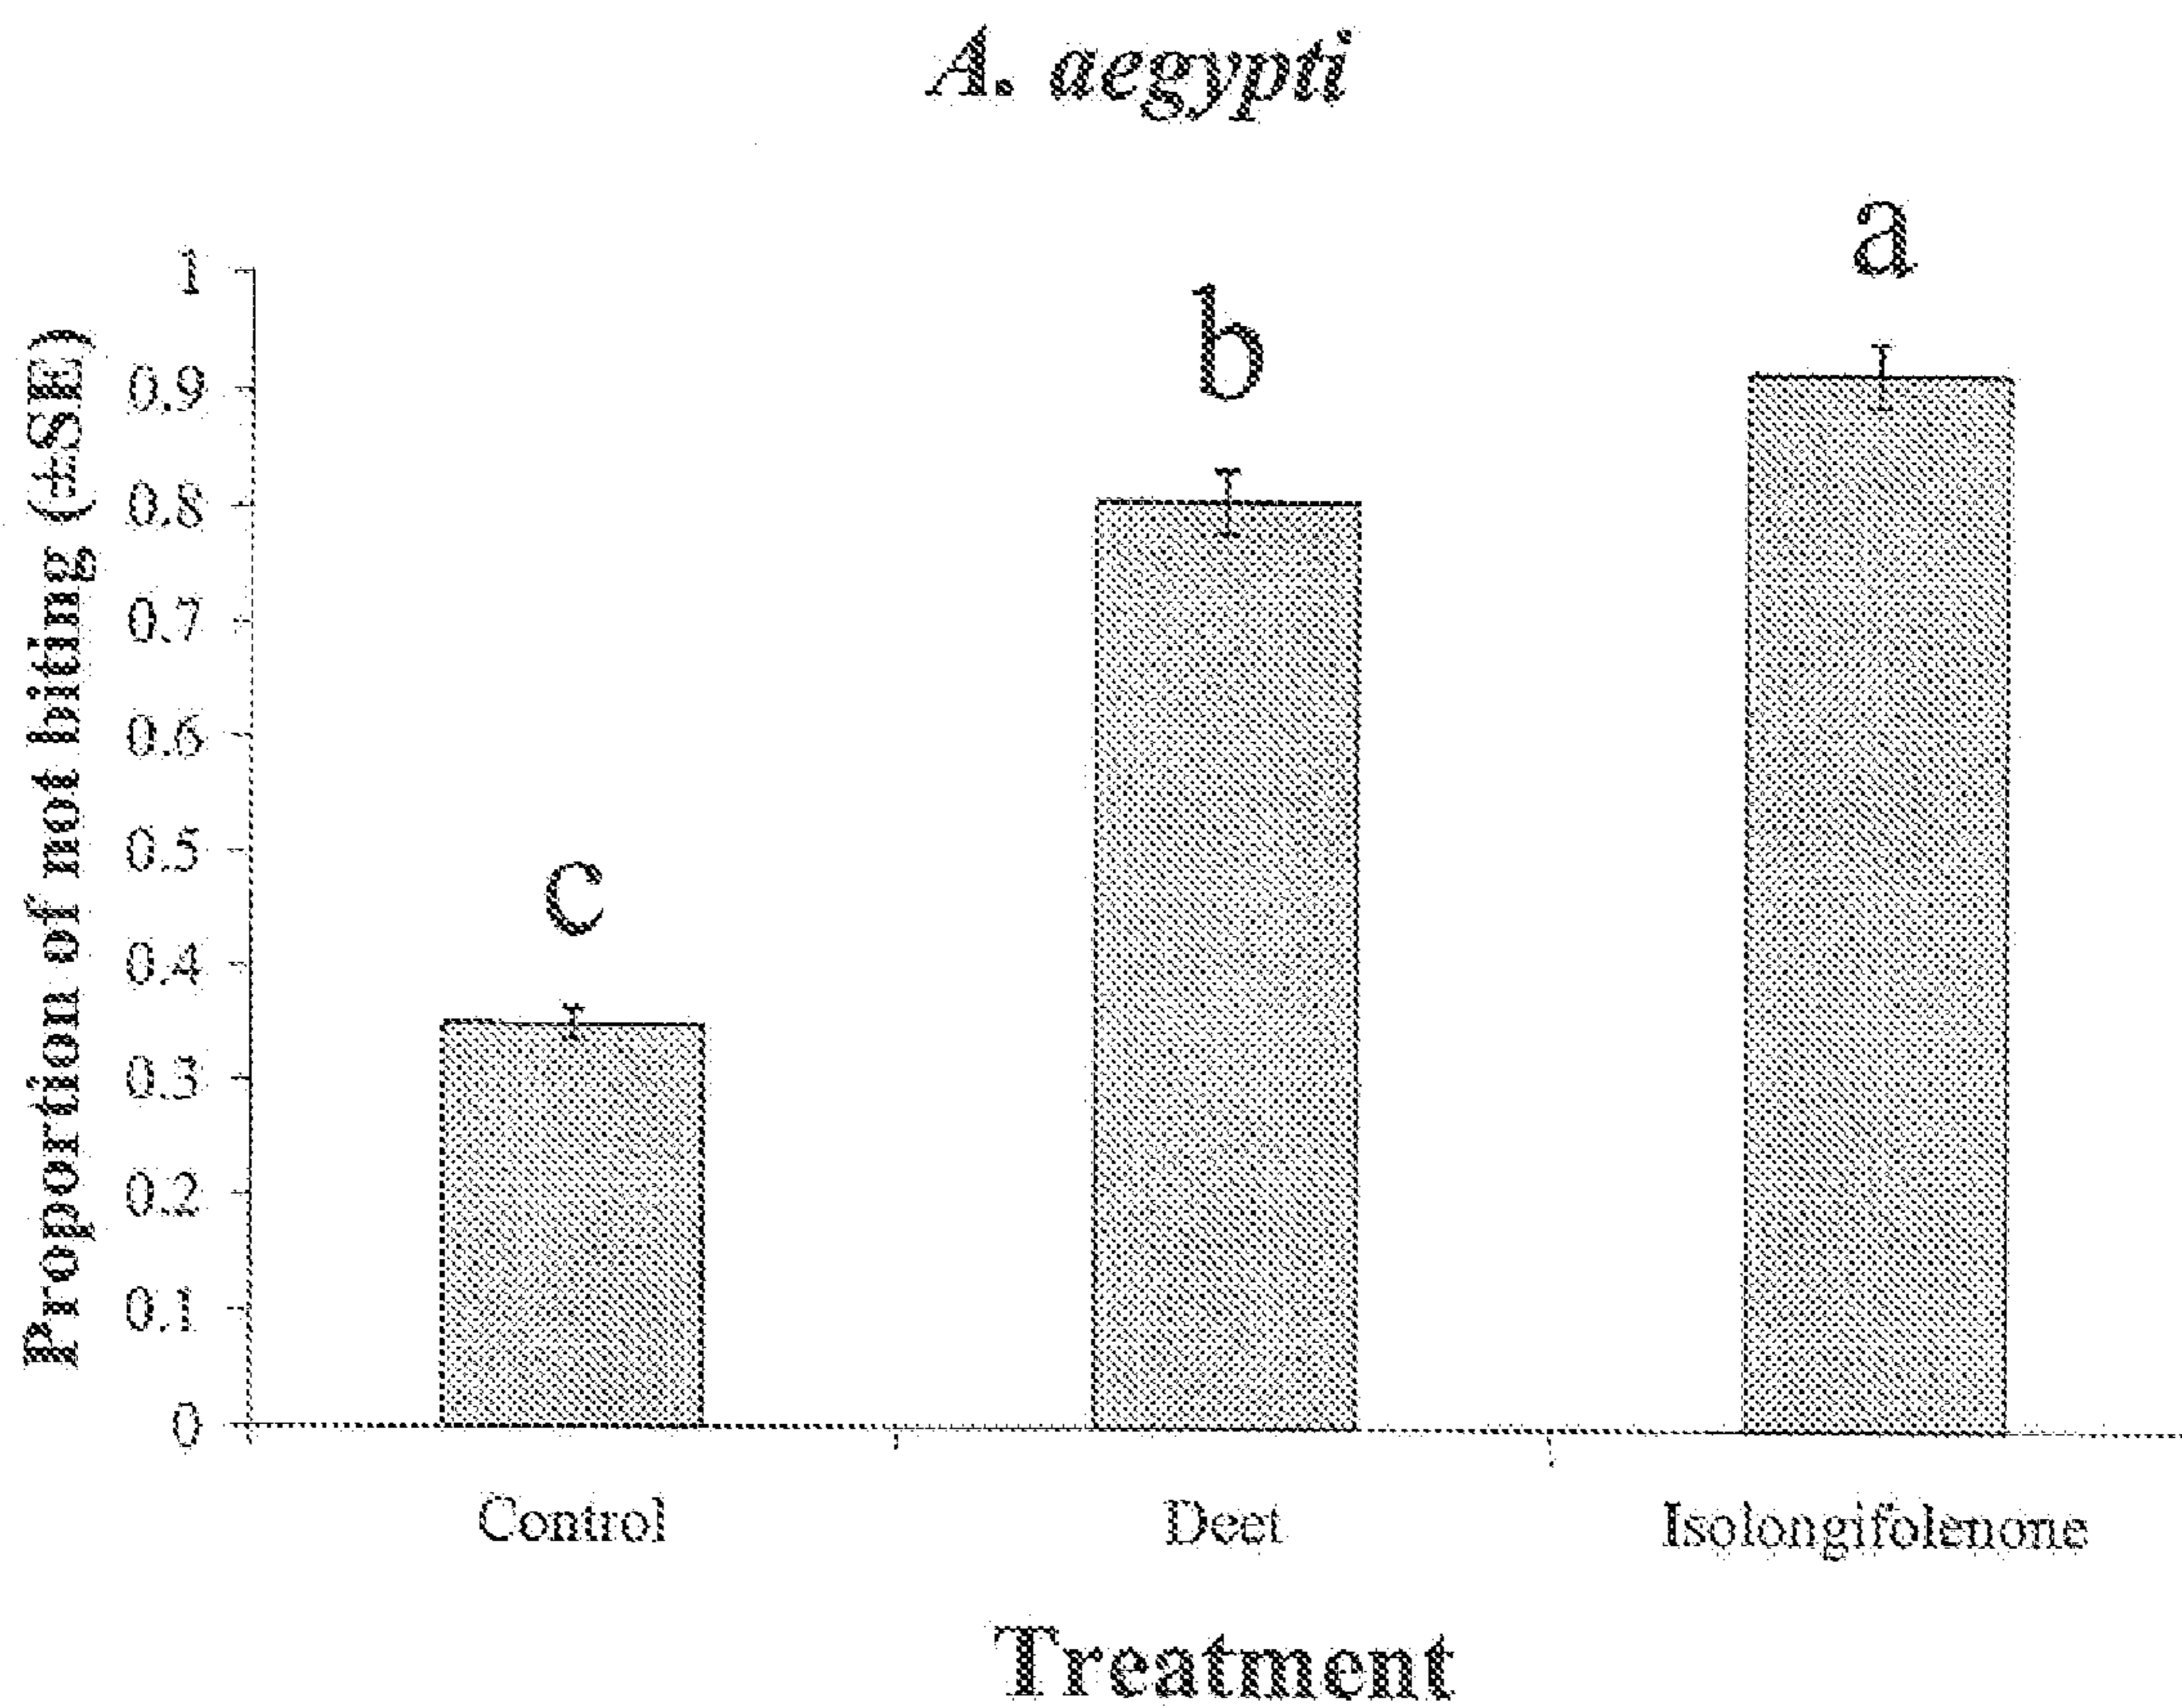 A. aegypti
Proportion of not biting (±SE)
1
0.9
0.8
0.7
0.6
0.5
0.4
0.3
0.2
0.1
0
c
b
a
Control
Deet
Isolongifolenone
Treatment